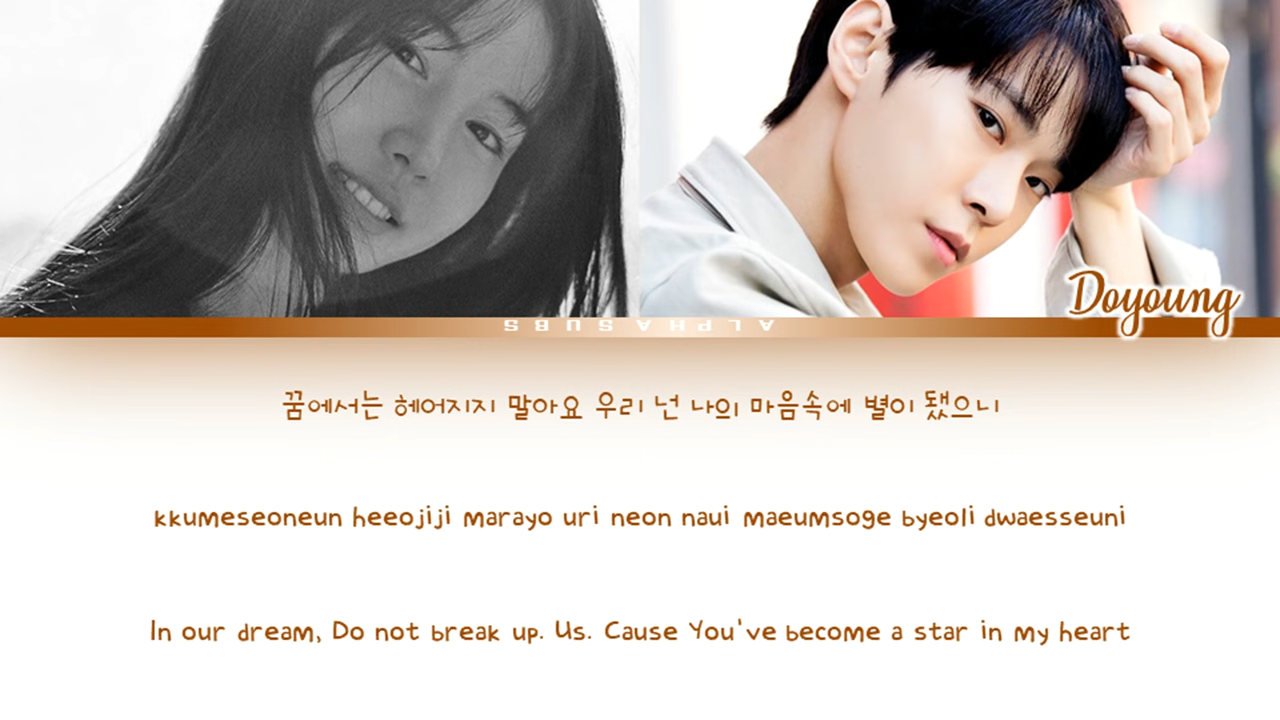 Doyoung
ALPHA SUBS
꿈에서는 헤어지지 말아요 우리 넌 나의 마음속에 별이 됐으니
kkumeseoneun heeojiji marayo uri neon naui maeumsoge byeoli dwaesseuni
In our dream, Do not break up. Us. Cause You've become a star in my heart